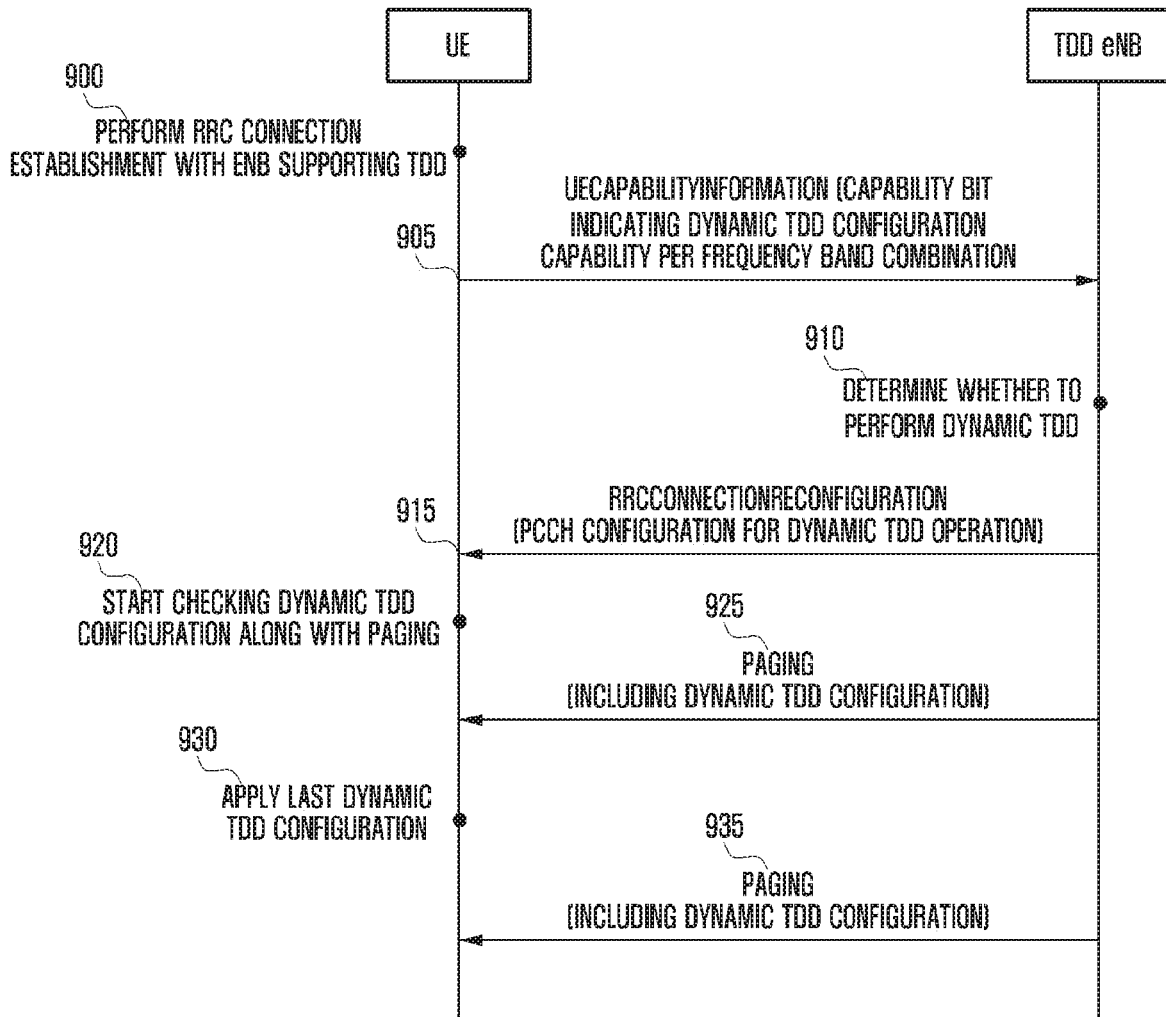 UE
TDD eNB
900
PERFORM RRC CONNECTION
ESTABLISHMENT WITH ENB SUPPORTING TDD
UECAPABILITYINFORMATION (CAPABILITY BIT
INDICATING DYNAMIC TDD CONFIGURATION
CAPABILITY PER FREQUENCY BAND COMBINATION
905
910
DETERMINE WHETHER TO
PERFORM DYNAMIC TDD
RRCCONNECTIONRECONFIGURATION
(PCCH CONFIGURATION FOR DYNAMIC TDD OPERATION)
915
920
START CHECKING DYNAMIC TDD
CONFIGURATION ALONG WITH PAGING
925
PAGING
(INCLUDING DYNAMIC TDD CONFIGURATION)
930
APPLY LAST DYNAMIC
TDD CONFIGURATION
935
PAGING
(INCLUDING DYNAMIC TDD CONFIGURATION)